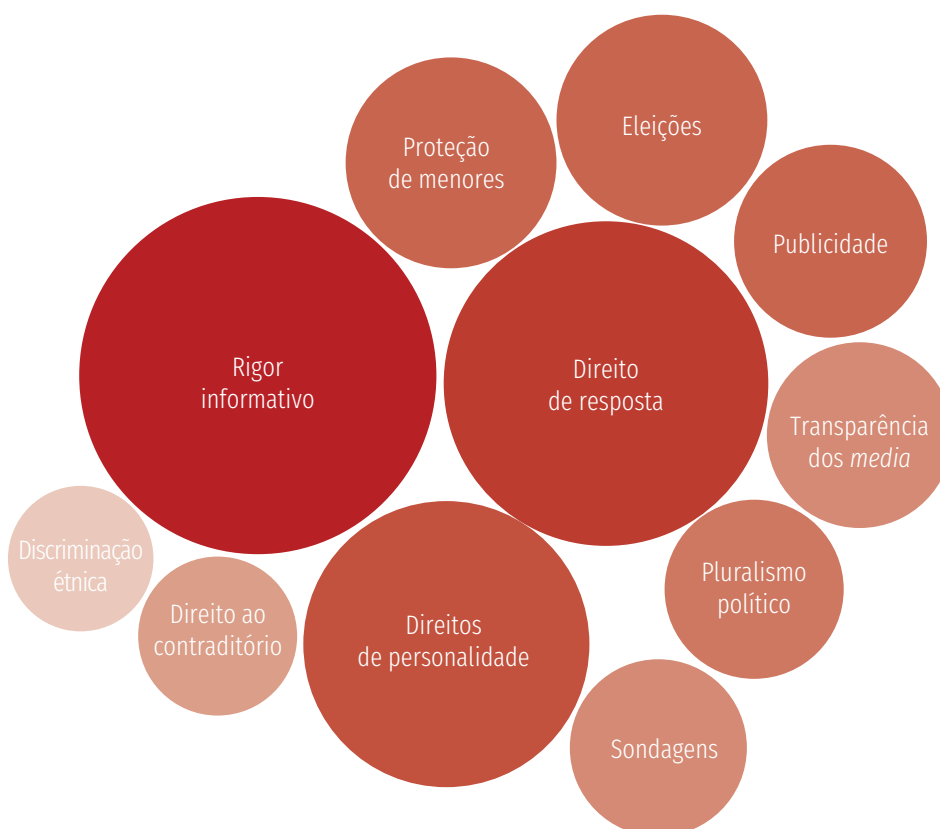 Eleições
Proteção
de menores
Publicidade
Rigor
informativo
Direito
de resposta
Transparência
dos media
Discriminação
étnica
Direito ao
contraditório
Direitos
de personalidade
Pluralismo
político
Sondagens